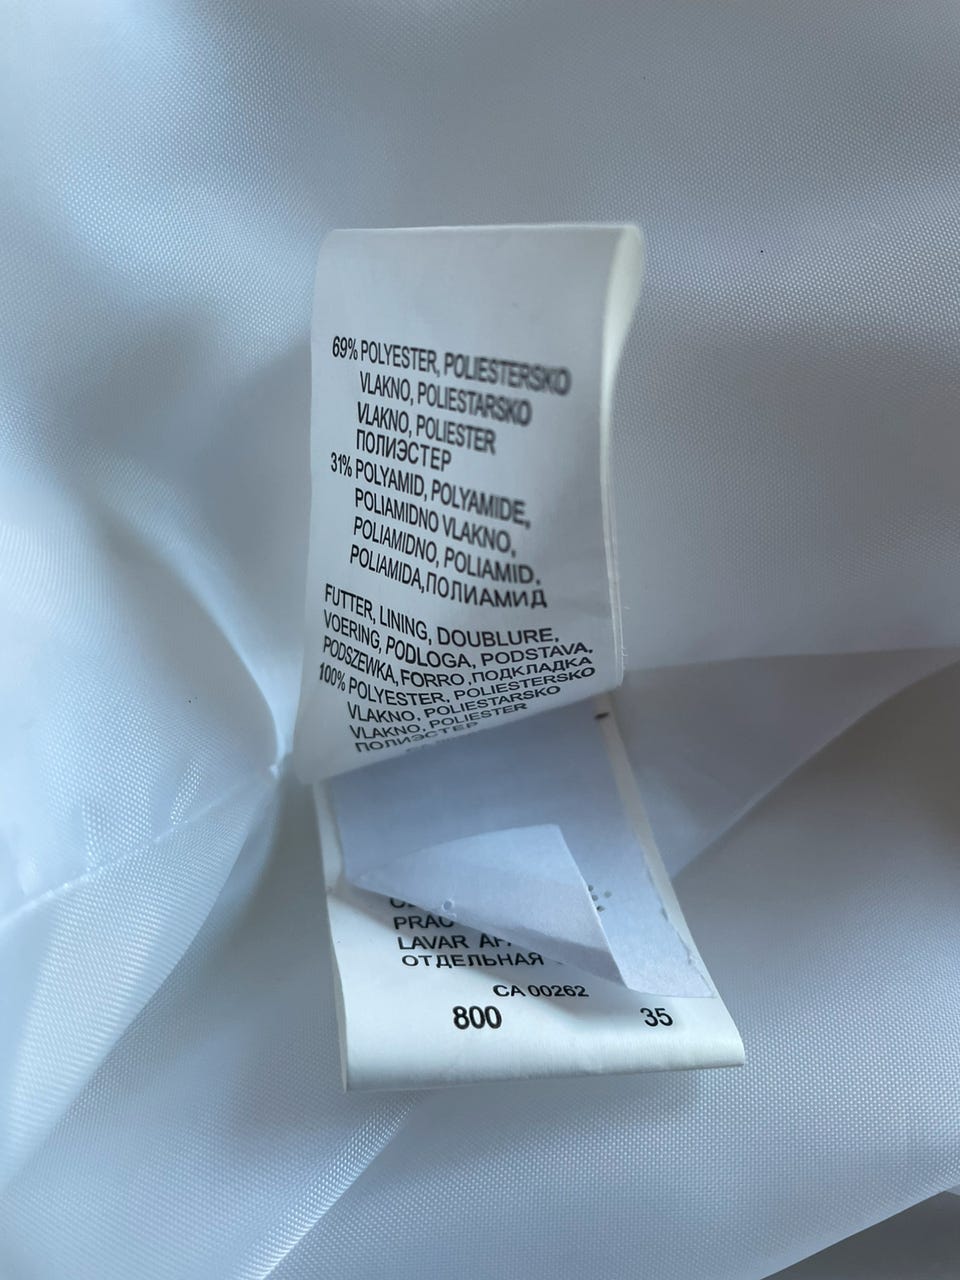 69% POLYESTER, POLIESTERSKO
VLAKNO, POLIESTARSKO
VLAKNO, POLIESTER
ПОЛИЭСТЕР
31% POLYAMID, POLYAMIDE,
POLIAMIDNO VLAKNO,
POLIAMIDNO, POLIAMID.
POLIAMIDA, ПОЛИАМИД
FUTTER, LINING, DOUBLURE,
VOERING, PODLOGA, PODSTAVA.
PODSZEWKA, FORRO, ПОДКЛАДКА
100% POLYESTER, POLIESTERSKO
VLAKNO, POLIESTARSKO
VLAKNO, POLIESTER
ПОЛИЭСТЕР
LAVAR
ОТДЕЛЬНАЯ
CA 00262
800 35